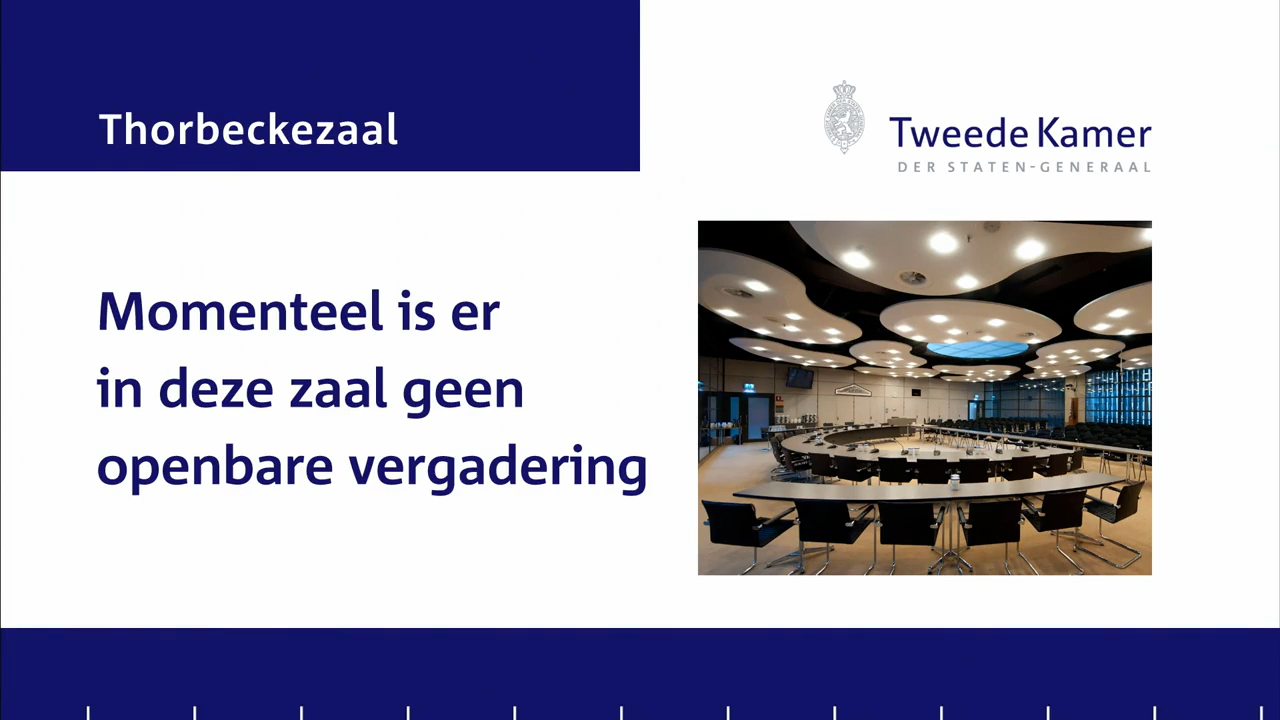 Thorbeckezaal
Tweede Kamer
DER STATEN-GENERAAL
Momenteel is er
in deze zaal geen
openbare vergadering